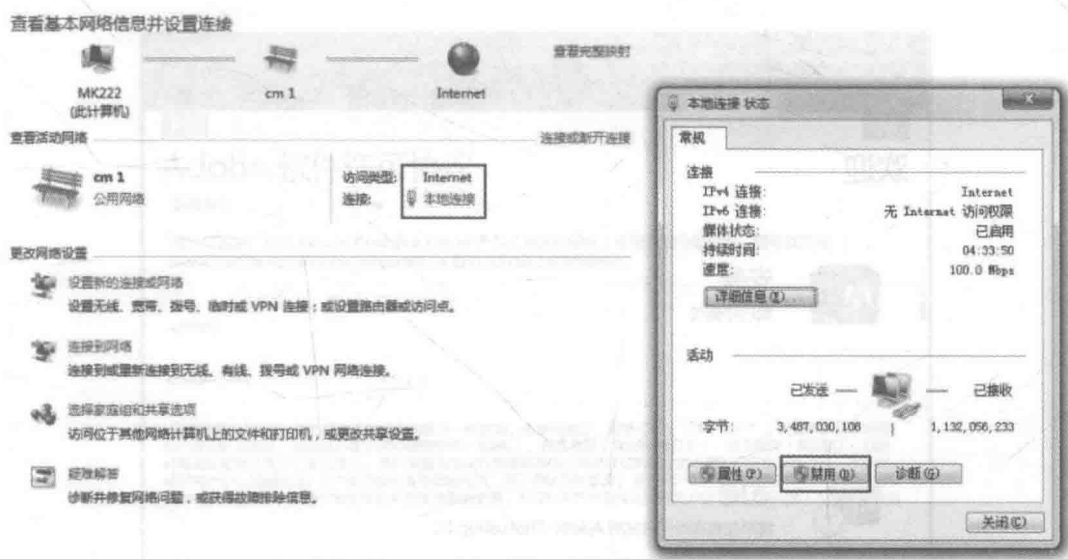 查看基本网络信息并设置连接
查看完整映射
MK222
(此计算机)
cm 1
Internet
查看活动网络
连接或断开连接
cm 1
公用网络
访问类型:
Internet
连接:
本地连接
更改网络设置
设置新的连接或网络
设置无线、宽带、拨号、临时或 VPN 连接；或设置路由器或访问点。
连接到网络
连接到或重新连接到无线、有线、拨号或 VPN 网络连接。
选择家庭组和共享选项
访问位于其他网络计算机上的文件和打印机，或更改共享设置。
疑难解答
诊断并修复网络问题，或获得故障排除信息。
本地连接 状态
常规
连接
IPv4 连接: Internet
IPv6 连接: 无 Internet 访问权限
媒体状态: 已启用
持续时间: 04:33:50
速度: 100.0 Mbps
详细信息(E)...
活动
已发送 — — 已接收
字节: 3,487,030,106 | 1,132,056,233
属性(P) 禁用(D) 诊断(G)
关闭(C)